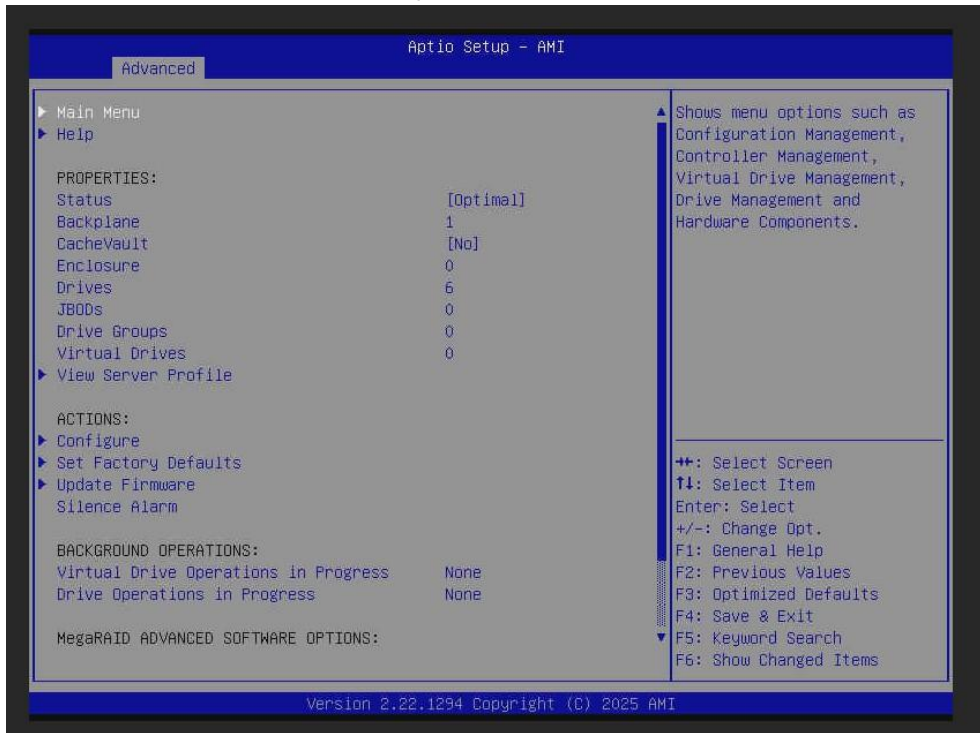 Aptio Setup – AMI
Advanced
Main Menu
Help
PROPERTIES:
Status [Optimal]
Backplane 1
CacheVault [No]
Enclosure 0
Drives 6
JBODs 0
Drive Groups 0
Virtual Drives 0
View Server Profile
ACTIONS:
Configure
Set Factory Defaults
Update Firmware
Silence Alarm
BACKGROUND OPERATIONS:
Virtual Drive Operations in Progress None
Drive Operations in Progress None
MegaRAID ADVANCED SOFTWARE OPTIONS:
Shows menu options such as
Configuration Management,
Controller Management,
Virtual Drive Management,
Drive Management and
Hardware Components.
→←: Select Screen
↑↓: Select Item
Enter: Select
+/-: Change Opt.
F1: General Help
F2: Previous Values
F3: Optimized Defaults
F4: Save & Exit
F5: Keyword Search
F6: Show Changed Items
Version 2.22.1294 Copyright (C) 2025 AMI